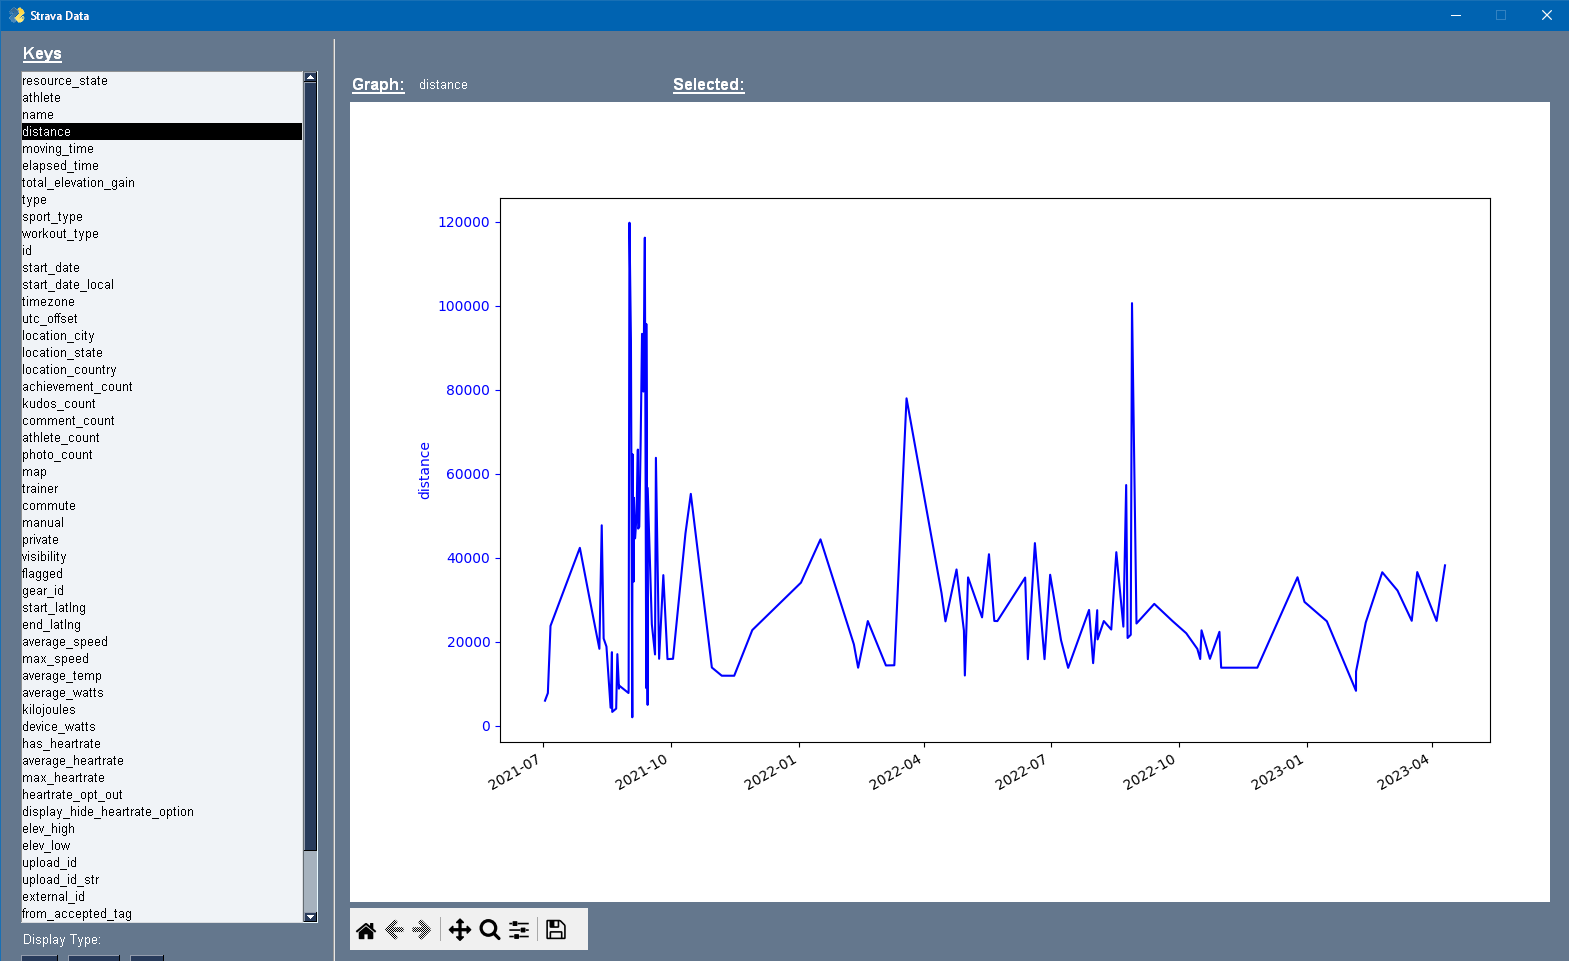 Strava Data
Keys
resource_state
athlete
name
distance
moving_time
elapsed_time
total_elevation_gain
type
sport_type
workout_type
id
start_date
start_date_local
timezone
utc_offset
location_city
location_state
location_country
achievement_count
kudos_count
comment_count
athlete_count
photo_count
map
trainer
commute
manual
private
visibility
flagged
gear_id
start_latlng
end_latlng
average_speed
max_speed
average_temp
average_watts
kilojoules
device_watts
has_heartrate
average_heartrate
max_heartrate
heartrate_opt_out
display_hide_heartrate_option
elev_high
elev_low
upload_id
upload_id_str
external_id
from_accepted_tag
Display Type:
Graph: distance Selected:
120000
100000
80000
60000
40000
20000
0
distance
2021-07 2021-10 2022-01 2022-04 2022-07 2022-10 2023-01 2023-04